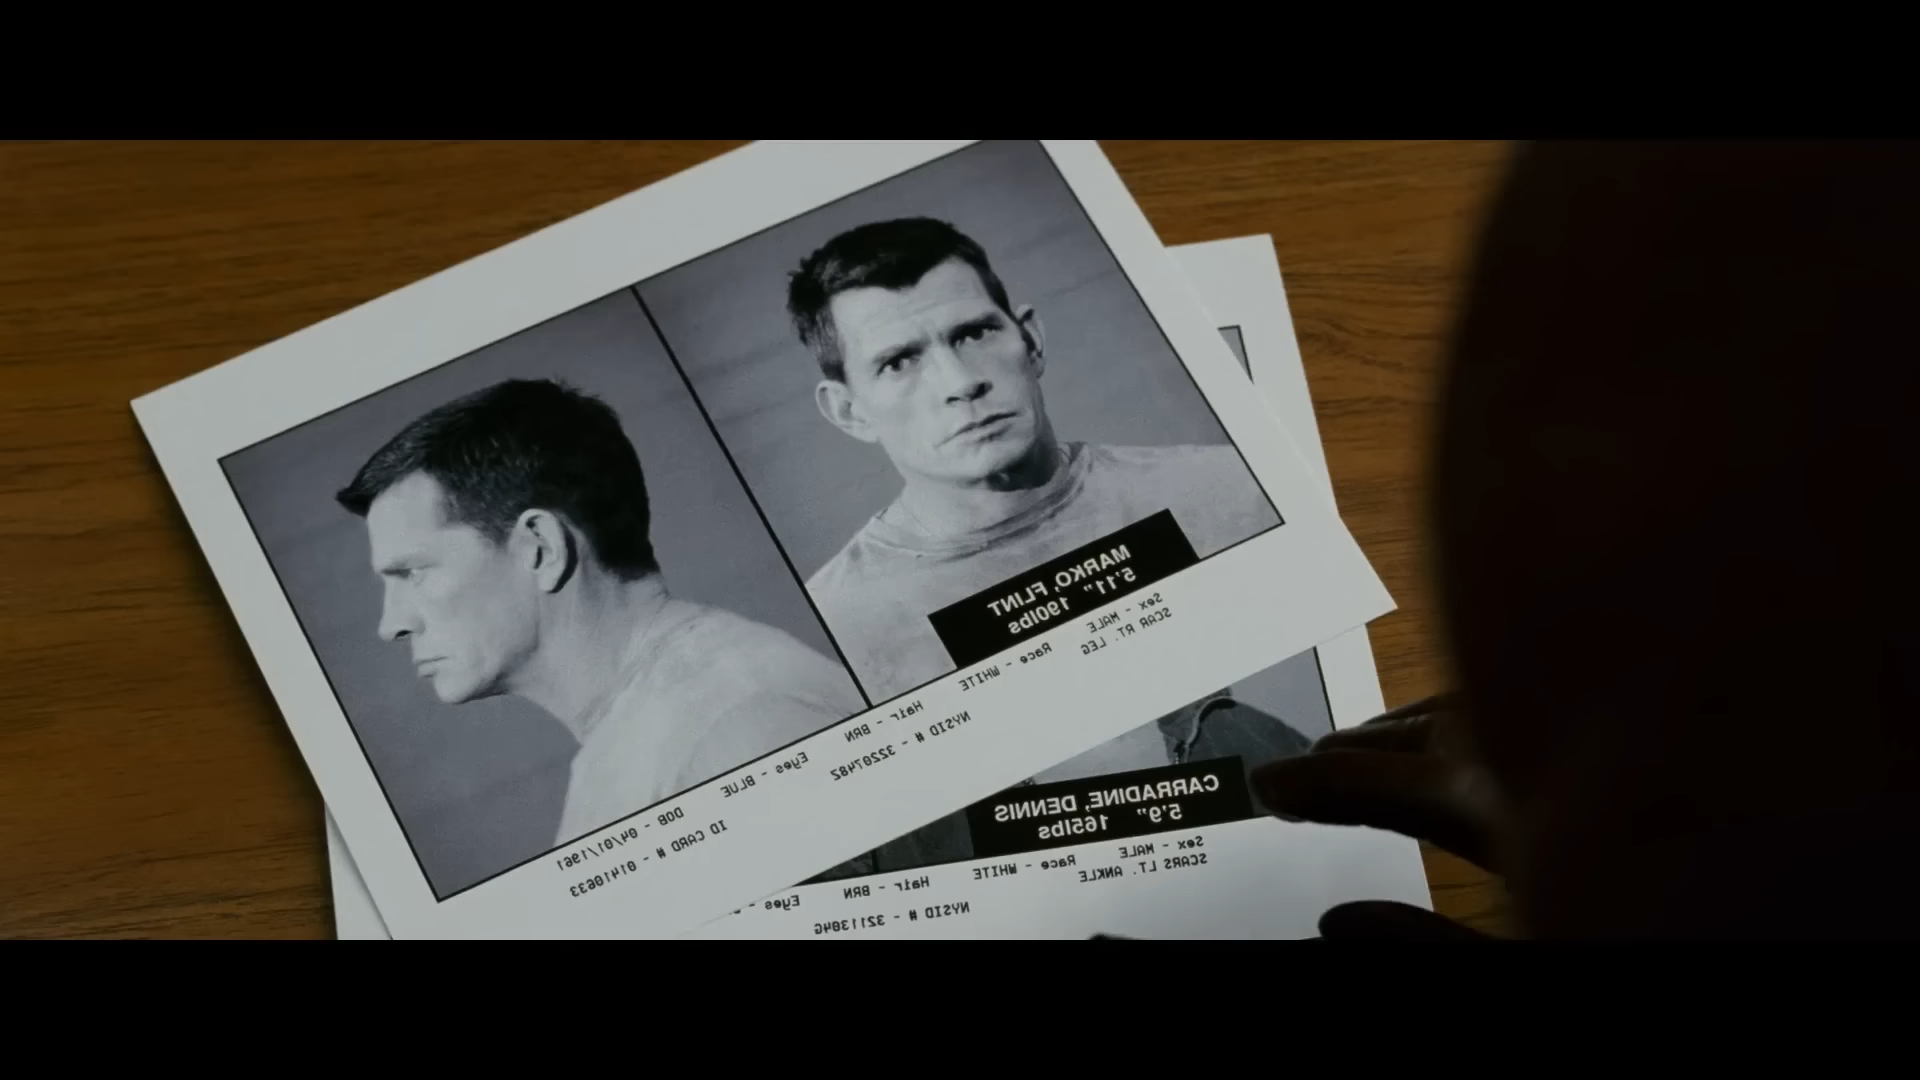 MARKO, FLINT
5'11" 190lbs
Sex - MALE Race - WHITE Hair - BRN Eyes - BLUE DOB - 04/01/1961
SCAR RT. LEG NYSID # - 32207482 ID CARD # - 01410633
CARRADINE, DENNIS
5'9" 165lbs
Sex - MALE Race - WHITE Hair - BRN Eyes -
SCARS LT. ANKLE NYSID # - 3211304G